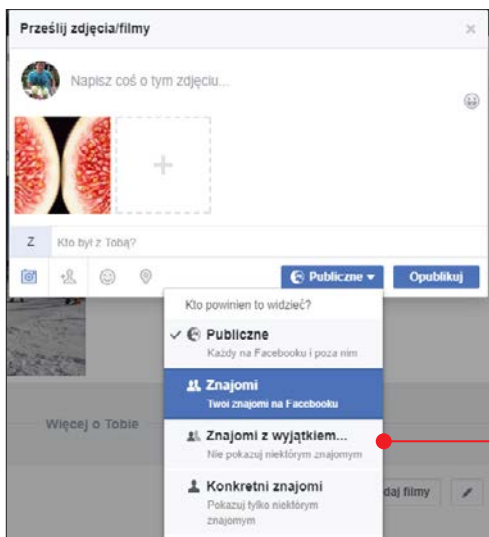 Prześlij zdjęcia/filmy
Napisz coś o tym zdjęciu...
Z Kto był z Tobą?
Publiczne Opublikuj
Kto powinien to widzieć?
Publiczne
Każdy na Facebooku i poza nim
Znajomi
Twoi znajomi na Facebooku
Więcej o Tobie
Znajomi z wyjątkiem...
Nie pokazuj niektórym znajomym
Konkretni znajomi
daj filmy
Pokazuj tylko niektórym
znajomym